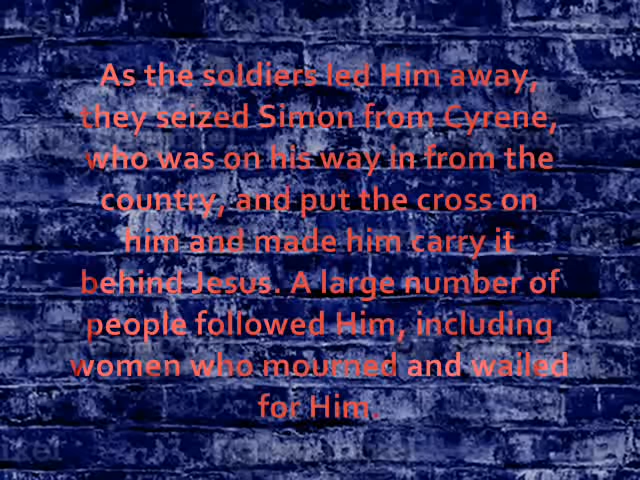 As the soldiers led Him away,
they seized Simon from Cyrene,
who was on his way in from the
country, and put the cross on
him and made him carry it
behind Jesus. A large number of
people followed Him, including
women who mourned and wailed
for Him.